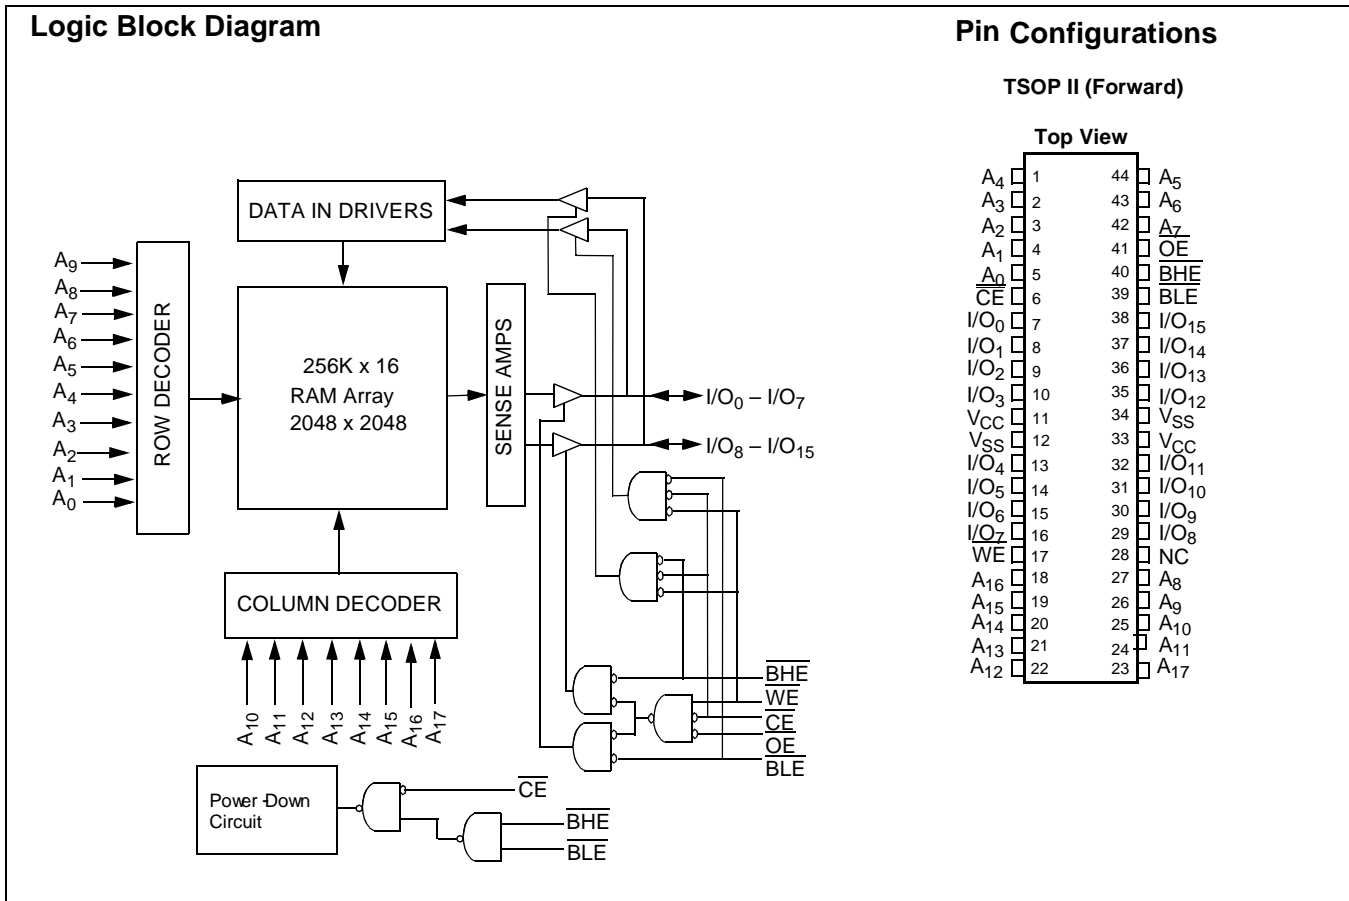 Logic Block Diagram
DATA IN DRIVERS
A9
A8
A7
A6
A5
A4
A3
A2
A1
A0
ROW DECODER
256K x 16
RAM Array
2048 x 2048
SENSE AMPS
I/O0 – I/O7
I/O8 – I/O15
COLUMN DECODER
A10
A11
A12
A13
A14
A15
A16
A17
BHE
WE
CE
OE
BLE
Power -Down
Circuit
CE
BHE
BLE
Pin Configurations
TSOP II (Forward)
Top View
A4 1 44 A5
A3 2 43 A6
A2 3 42 A7
A1 4 41 OE
A0 5 40 BHE
CE 6 39 BLE
I/O0 7 38 I/O15
I/O1 8 37 I/O14
I/O2 9 36 I/O13
I/O3 10 35 I/O12
VCC 11 34 VSS
VSS 12 33 VCC
I/O4 13 32 I/O11
I/O5 14 31 I/O10
I/O6 15 30 I/O9
I/O7 16 29 I/O8
WE 17 28 NC
A16 18 27 A8
A15 19 26 A9
A14 20 25 A10
A13 21 24 A11
A12 22 23 A17